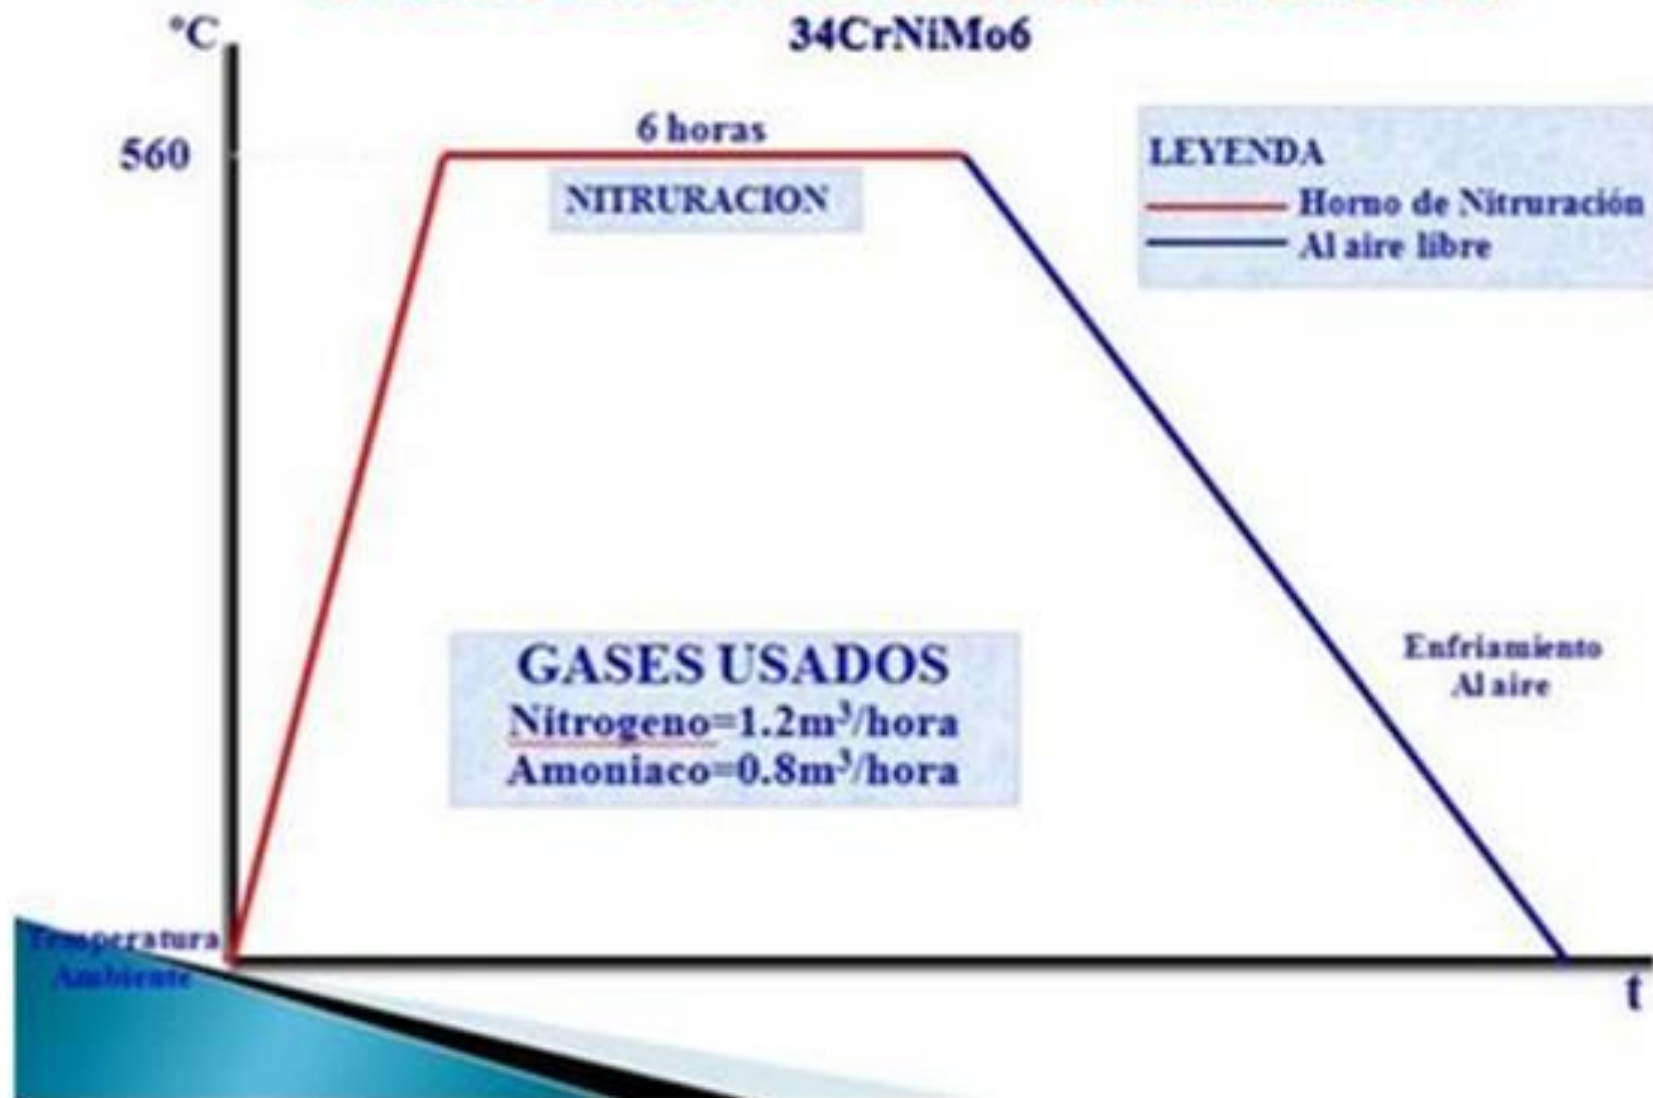 °C
34CrNiMo6
6 horas
560
NITRURACION
LEYENDA
Horno de Nitruración
Al aire libre
GASES USADOS
Nitrogeno=1.2m³/hora
Amoniaco=0.8m³/hora
Enfriamiento
Al aire
Temperatura
Ambiente
t